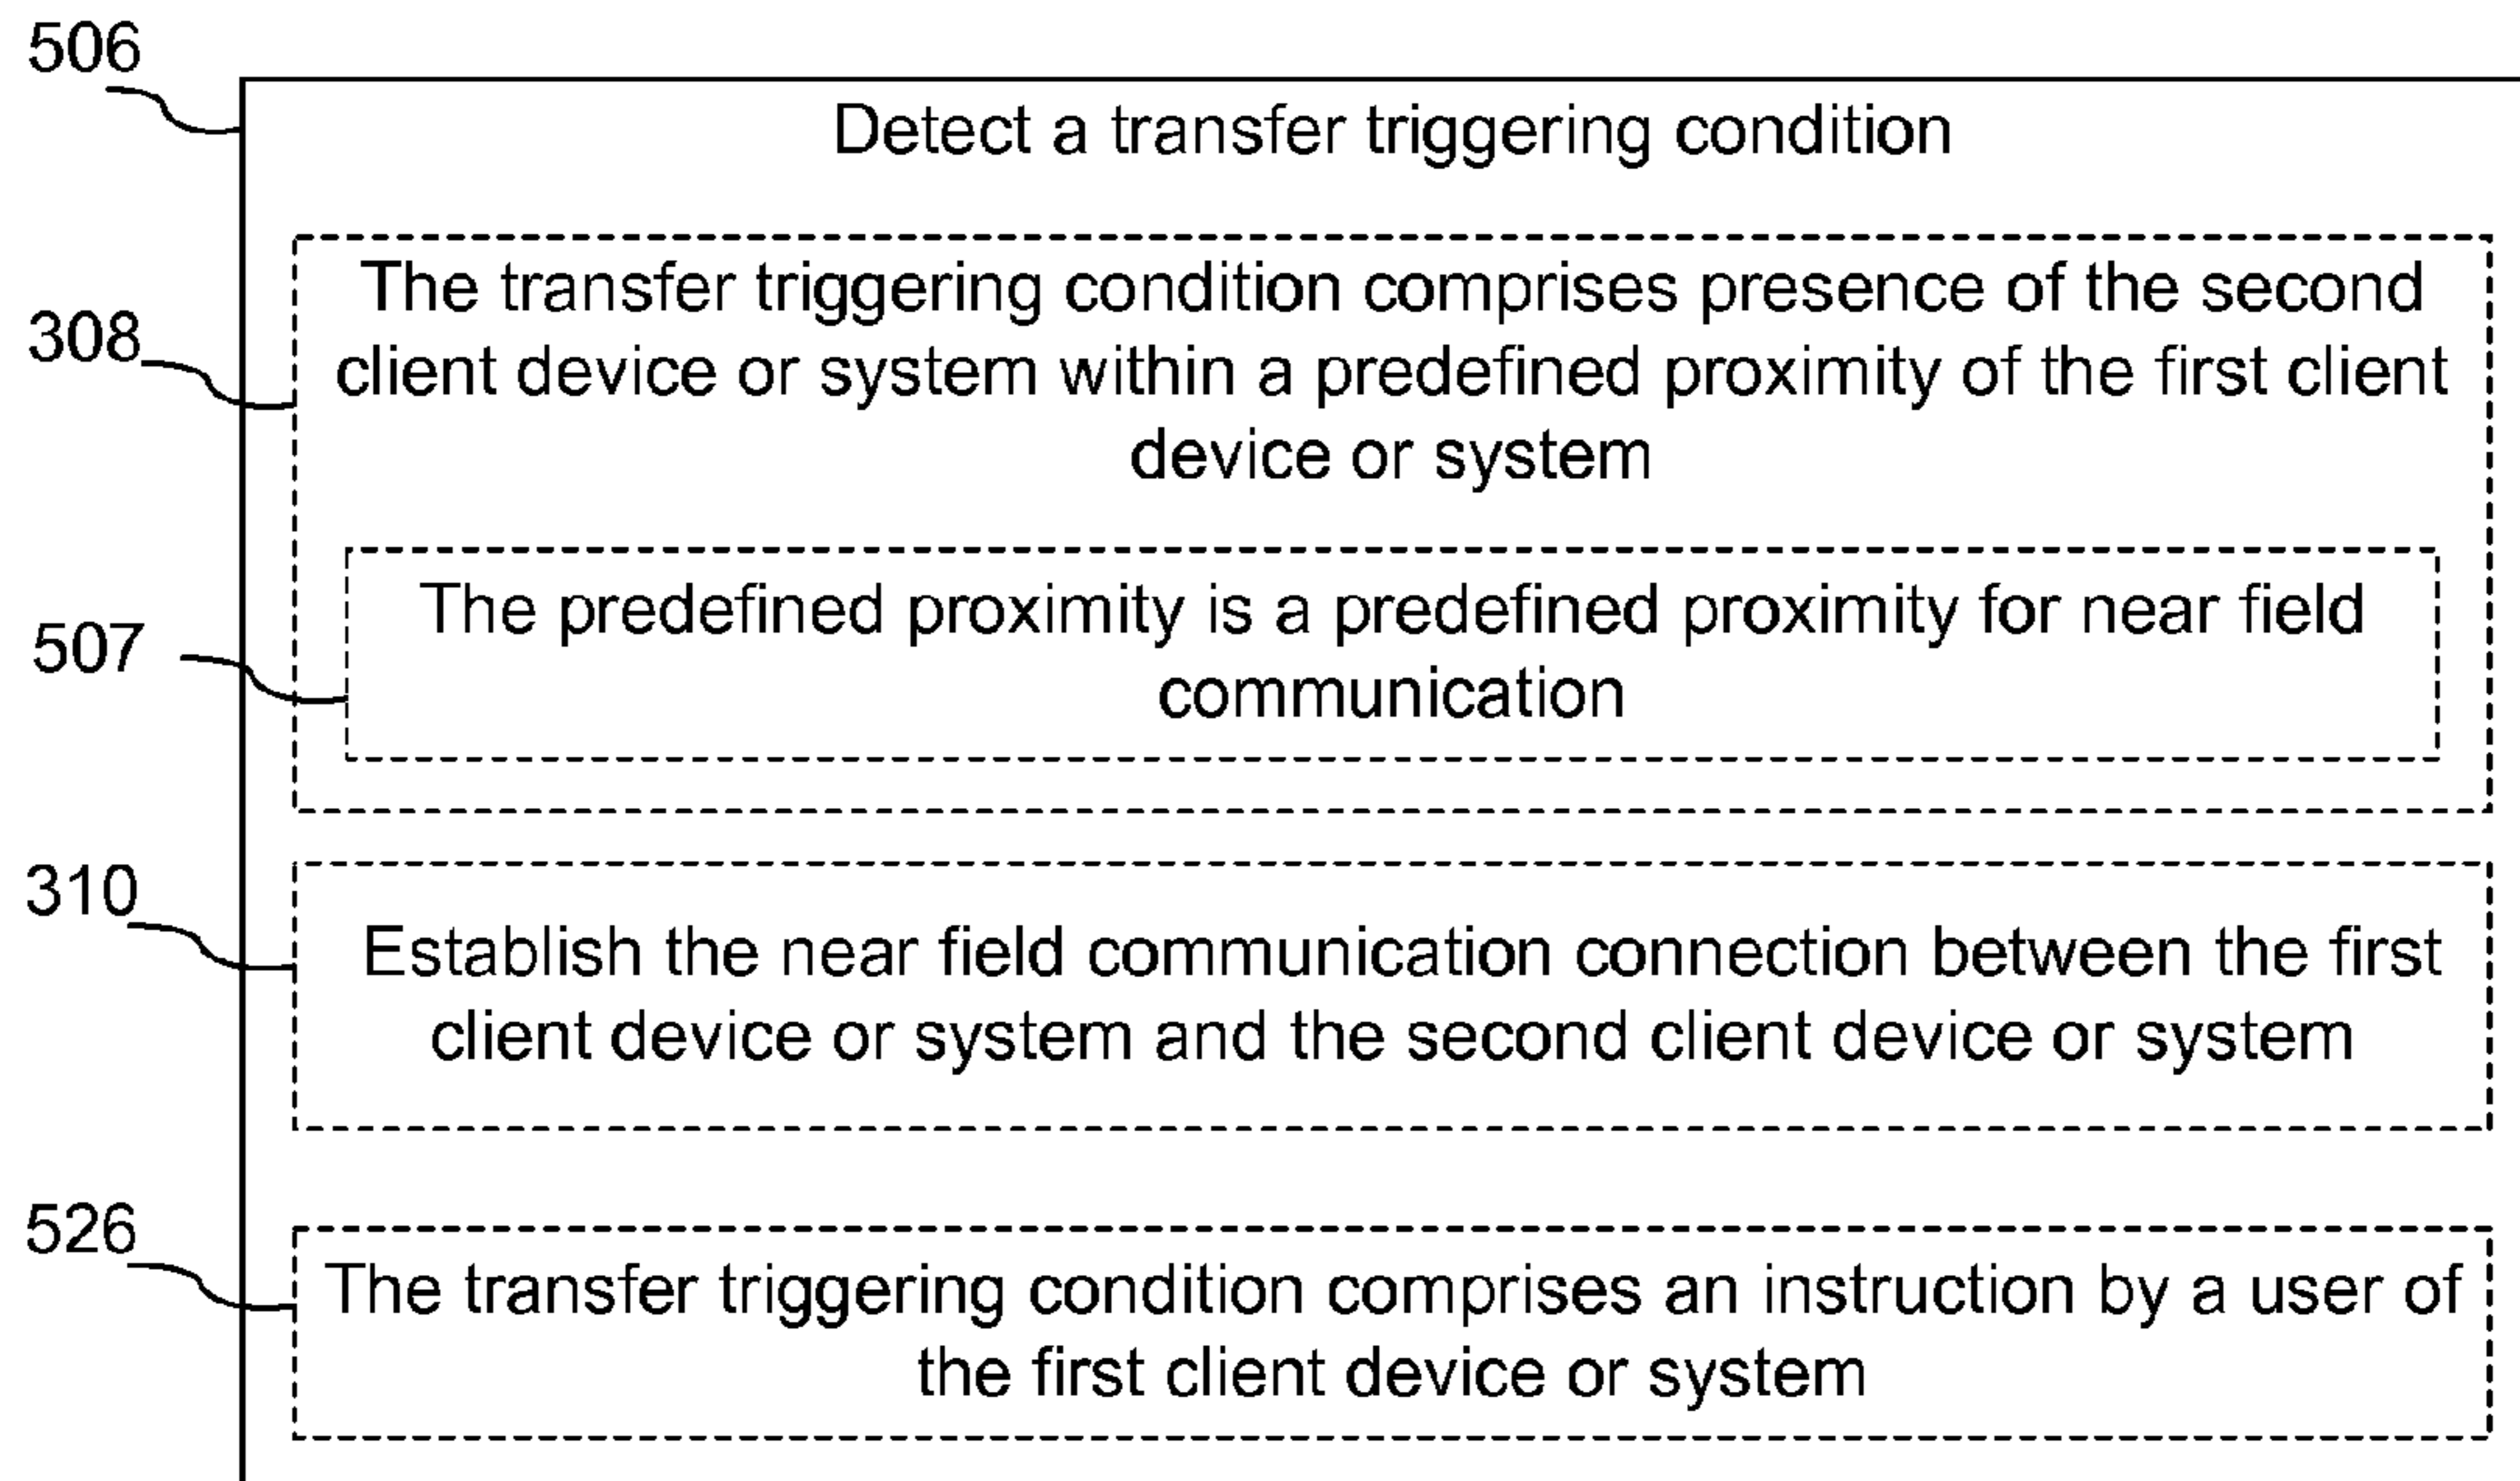 506
Detect a transfer triggering condition
The transfer triggering condition comprises presence of the second
308
client device or system within a predefined proximity of the first client
device or system
The predefined proximity is a predefined proximity for near field
507
communication
310
Establish the near field communication connection between the first
client device or system and the second client device or system
526
The transfer triggering condition comprises an instruction by a user of
the first client device or system